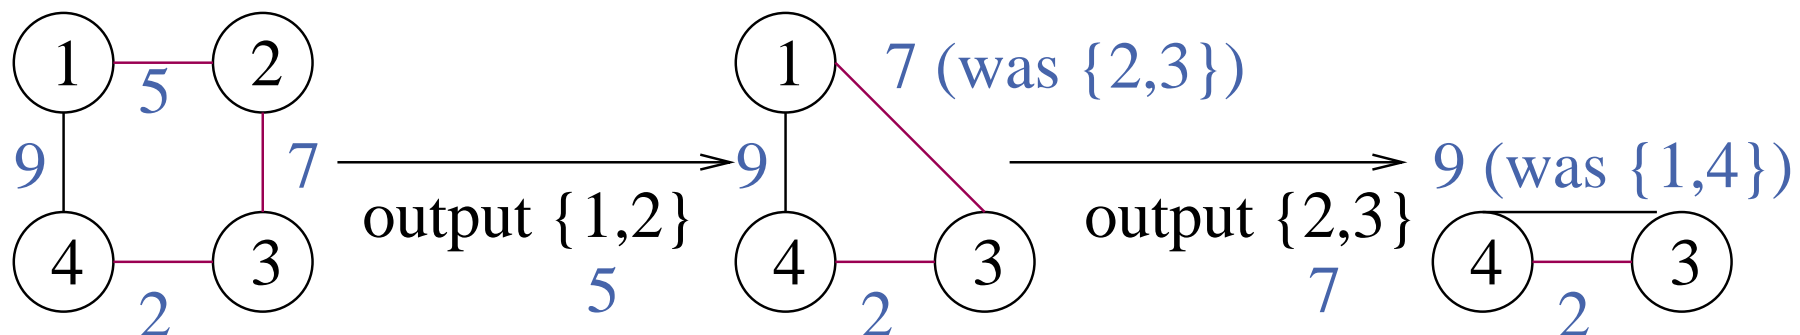 1 2 1 7 (was {2,3})
5
9 7 9 9 (was {1,4})
output {1,2} output {2,3}
4 3 4 3 4 3
5 7
2 2 2